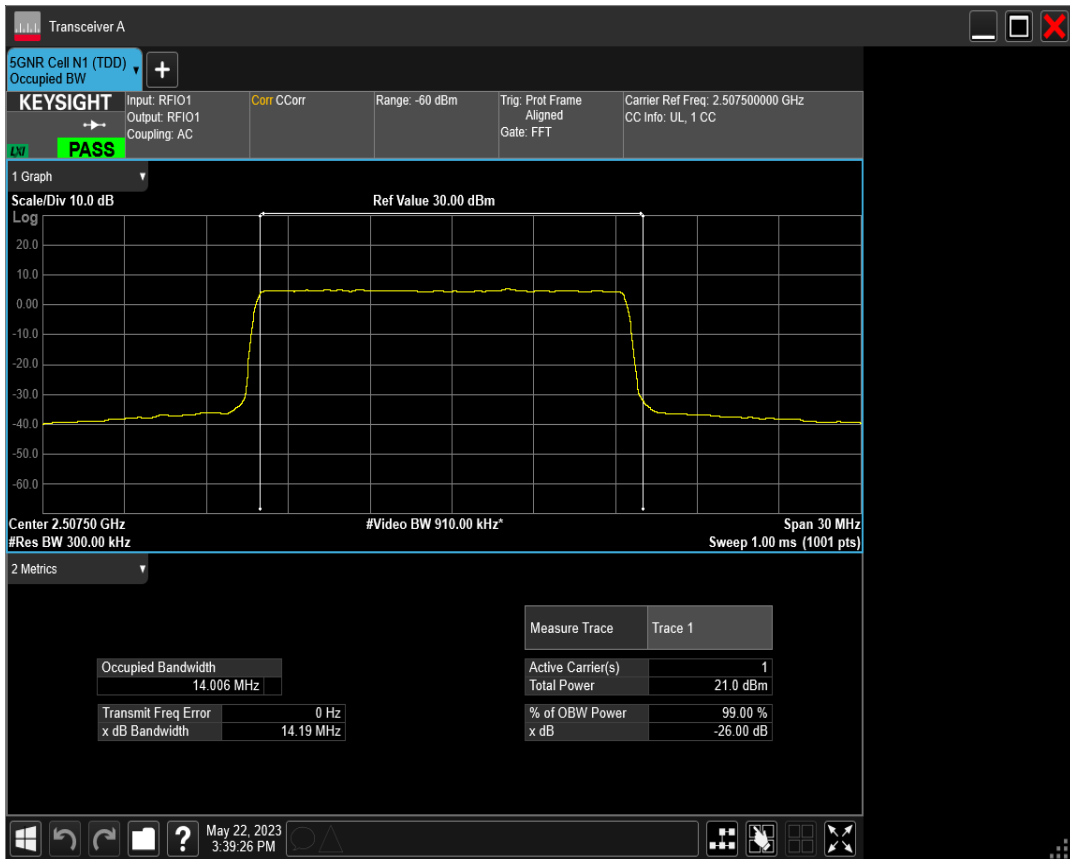 Transceiver A
5GNR Cell N1 (TDD)
Occupied BW
KEYSIGHT
LXI
PASS
Input: RFIO1
Output: RFIO1
Coupling: AC
Corr CCorr
Range: -60 dBm
Trig: Prot Frame
Aligned
Gate: FFT
Carrier Ref Freq: 2.507500000 GHz
CC Info: UL, 1 CC
1 Graph
Scale/Div 10.0 dB
Ref Value 30.00 dBm
Log
20.0
10.0
0.00
-10.0
-20.0
-30.0
-40.0
-50.0
-60.0
Center 2.50750 GHz
#Video BW 910.00 kHz*
Span 30 MHz
#Res BW 300.00 kHz
Sweep 1.00 ms (1001 pts)
2 Metrics
Measure Trace Trace 1
Occupied Bandwidth
14.006 MHz
Active Carrier(s) 1
Total Power 21.0 dBm
Transmit Freq Error 0 Hz
x dB Bandwidth 14.19 MHz
% of OBW Power 99.00 %
x dB -26.00 dB
?
May 22, 2023
3:39:26 PM